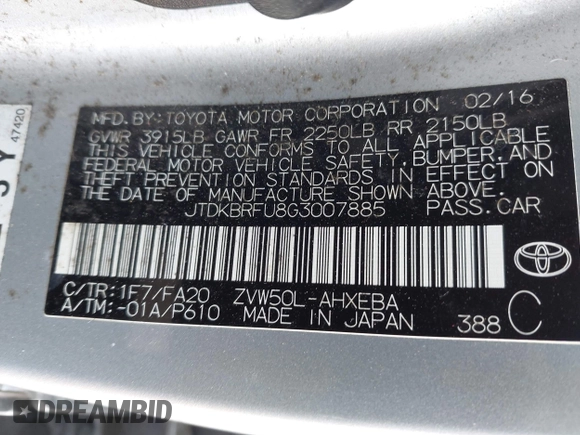 MFD.BY:TOYOTA MOTOR CORPORATION 02/16
GVWR 3915LB GAWR FR 2250LB RR 2150LB
THIS VEHICLE CONFORMS TO ALL APPLICABLE
FEDERAL MOTOR VEHICLE SAFETY, BUMPER, AND
THEFT PREVENTION STANDARDS IN EFFECT ON
THE DATE OF MANUFACTURE SHOWN ABOVE.
JTDKBRFU8G3007885 PASS.CAR
TOYOTA
C/TR:1F7/FA20 ZVW50L-AHXEBA
A/TM:-01A/P610 MADE IN JAPAN 388 C
47420
DREAMBID